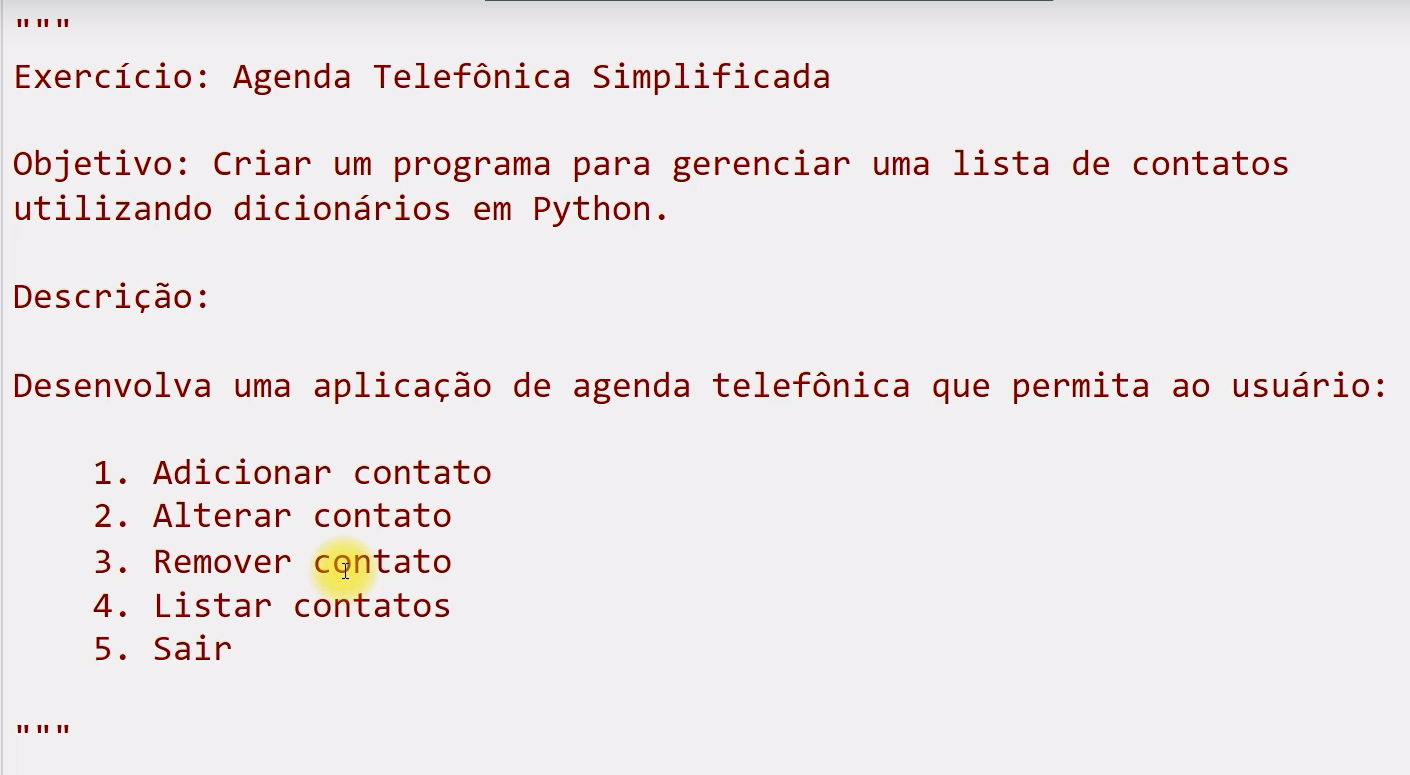 """
Exercício: Agenda Telefônica Simplificada
Objetivo: Criar um programa para gerenciar uma lista de contatos
utilizando dicionários em Python.
Descrição:
Desenvolva uma aplicação de agenda telefônica que permita ao usuário:
1. Adicionar contato
2. Alterar contato
3. Remover contato
4. Listar contatos
5. Sair
"""